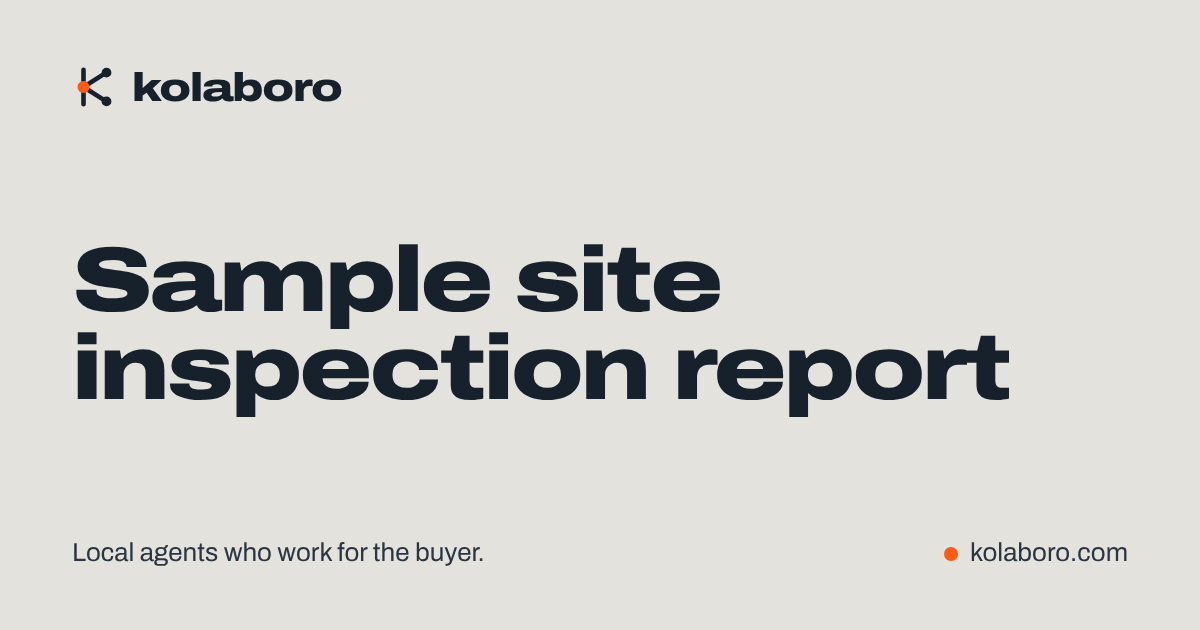 kolaboro
Sample site
inspection report
Local agents who work for the buyer.
kolaboro.com